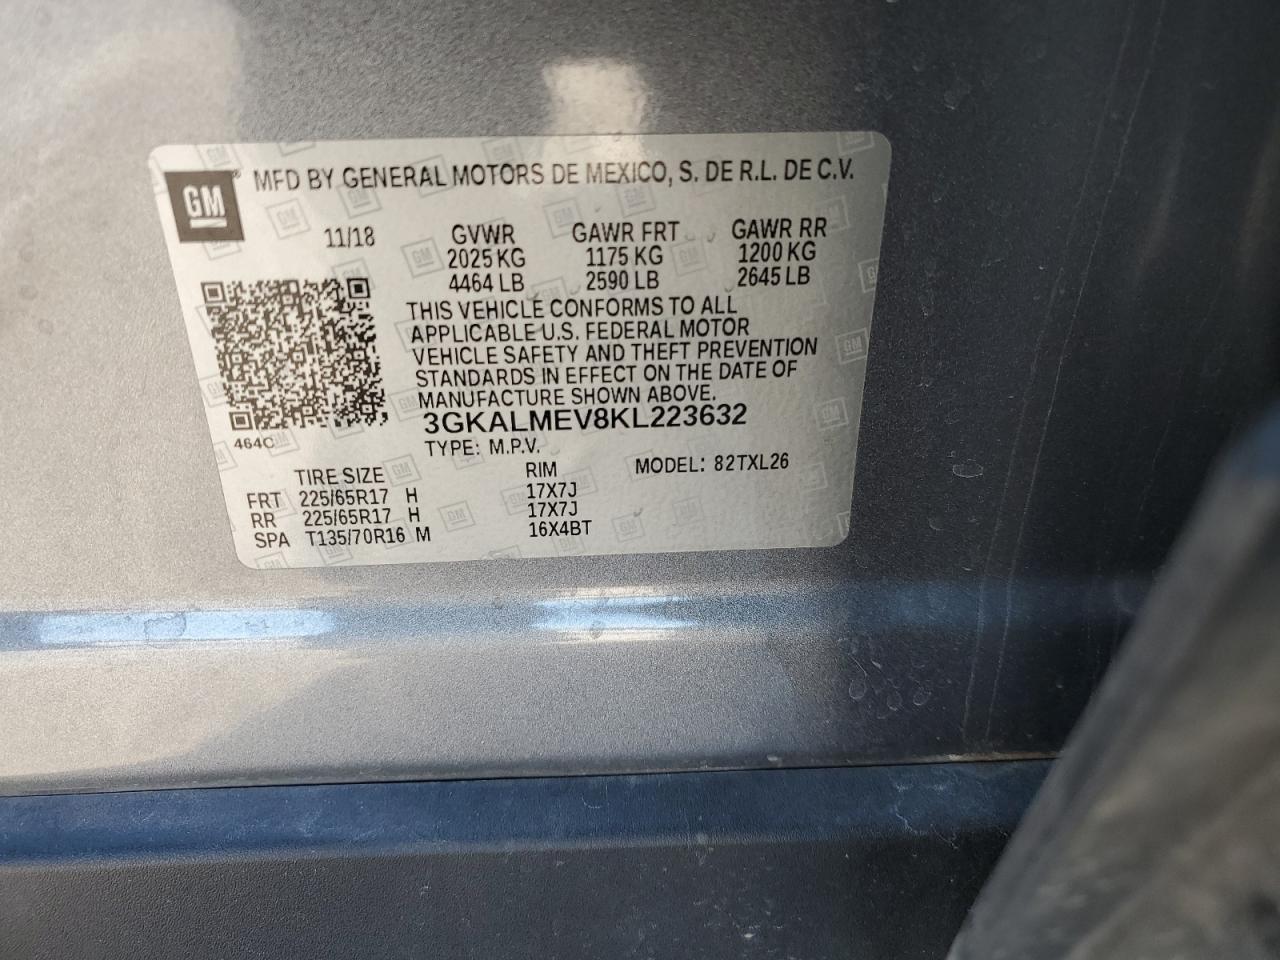 GM
MFD BY GENERAL MOTORS DE MEXICO, S. DE R.L. DE C.V.
11/18
GVWR GAWR FRT GAWR RR
2025 KG 1175 KG 1200 KG
4464 LB 2590 LB 2645 LB
THIS VEHICLE CONFORMS TO ALL
APPLICABLE U.S. FEDERAL MOTOR
VEHICLE SAFETY AND THEFT PREVENTION
STANDARDS IN EFFECT ON THE DATE OF
MANUFACTURE SHOWN ABOVE.
3GKALMEV8KL223632
464C
TYPE: M.P.V.
TIRE SIZE RIM MODEL: 82TXL26
FRT 225/65R17 H 17X7J
RR 225/65R17 H 17X7J
SPA T135/70R16 M 16X4BT